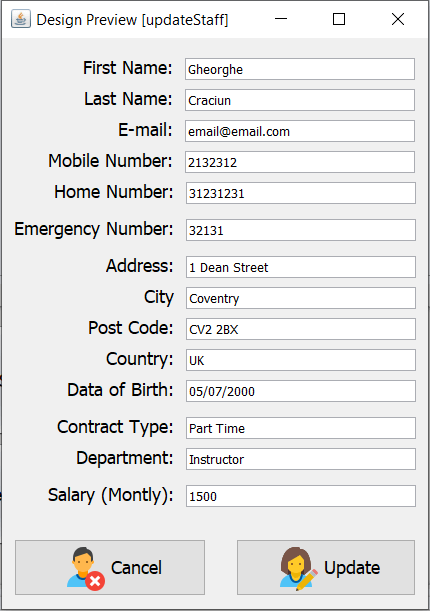 Design Preview [updateStaff]
First Name: Gheorghe
Last Name: Craciun
E-mail: email@email.com
Mobile Number: 2132312
Home Number: 31231231
Emergency Number: 32131
Address: 1 Dean Street
City Coventry
Post Code: CV2 2BX
Country: UK
Data of Birth: 05/07/2000
Contract Type: Part Time
Department: Instructor
Salary (Montly): 1500
Cancel Update